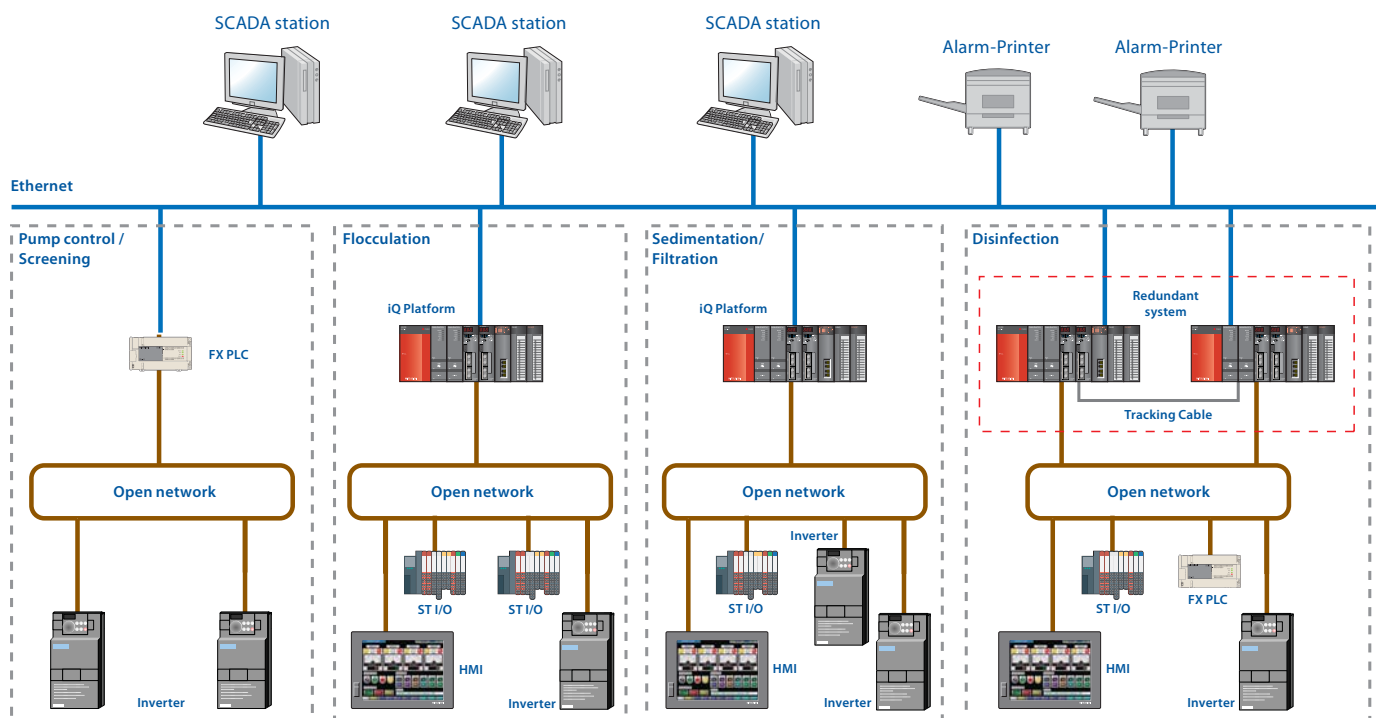 SCADA station
SCADA station
SCADA station
Alarm-Printer
Alarm-Printer
Ethernet
Pump control /
Screening
Flocculation
Sedimentation/
Filtration
Disinfection
FX PLC
iQ Platform
iQ Platform
Redundant
system
Tracking Cable
Open network
Open network
Open network
Open network
Inverter
ST I/O
ST I/O
HMI
Inverter
Inverter
ST I/O
HMI
Inverter
ST I/O
FX PLC
HMI
Inverter